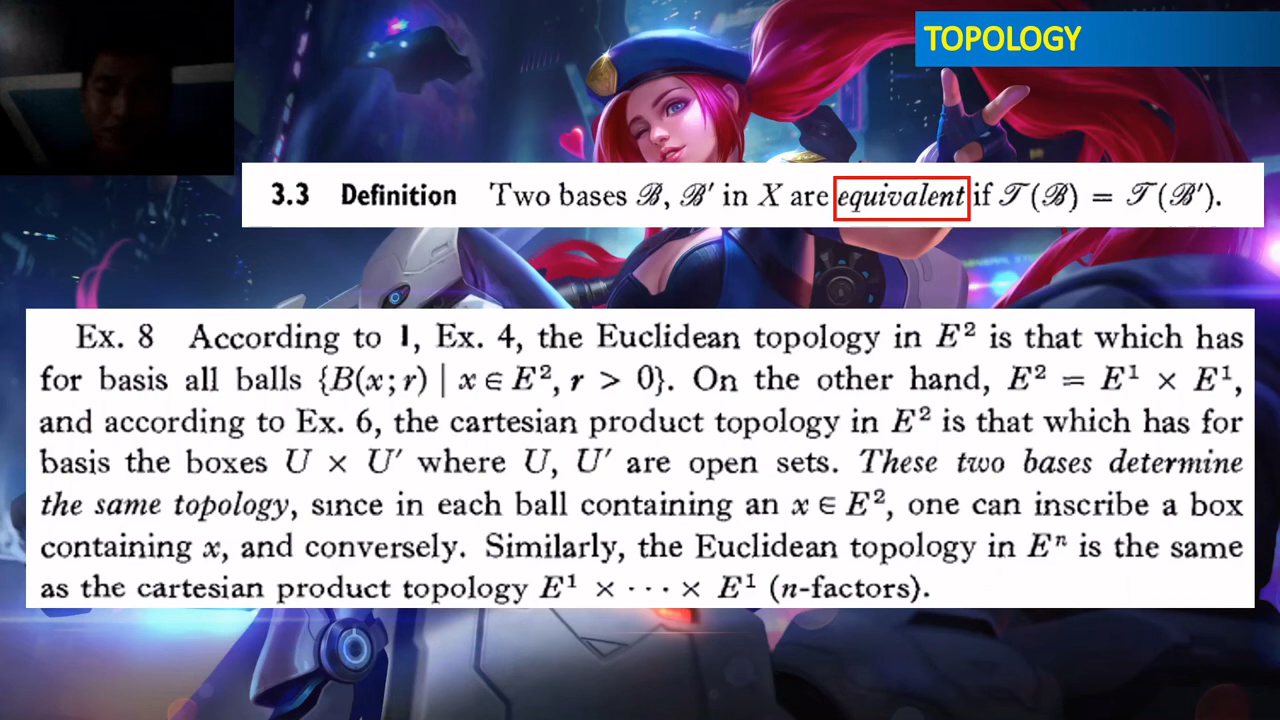 TOPOLOGY
3.3 Definition Two bases ℬ, ℬ′ in X are equivalent if 𝒯(ℬ) = 𝒯(ℬ′).
Ex. 8 According to 1, Ex. 4, the Euclidean topology in E² is that which has
for basis all balls {B(x; r) | x ∈ E², r > 0}. On the other hand, E² = E¹ × E¹,
and according to Ex. 6, the cartesian product topology in E² is that which has for
basis the boxes U × U′ where U, U′ are open sets. These two bases determine
the same topology, since in each ball containing an x ∈ E², one can inscribe a box
containing x, and conversely. Similarly, the Euclidean topology in Eⁿ is the same
as the cartesian product topology E¹ × ··· × E¹ (n-factors).